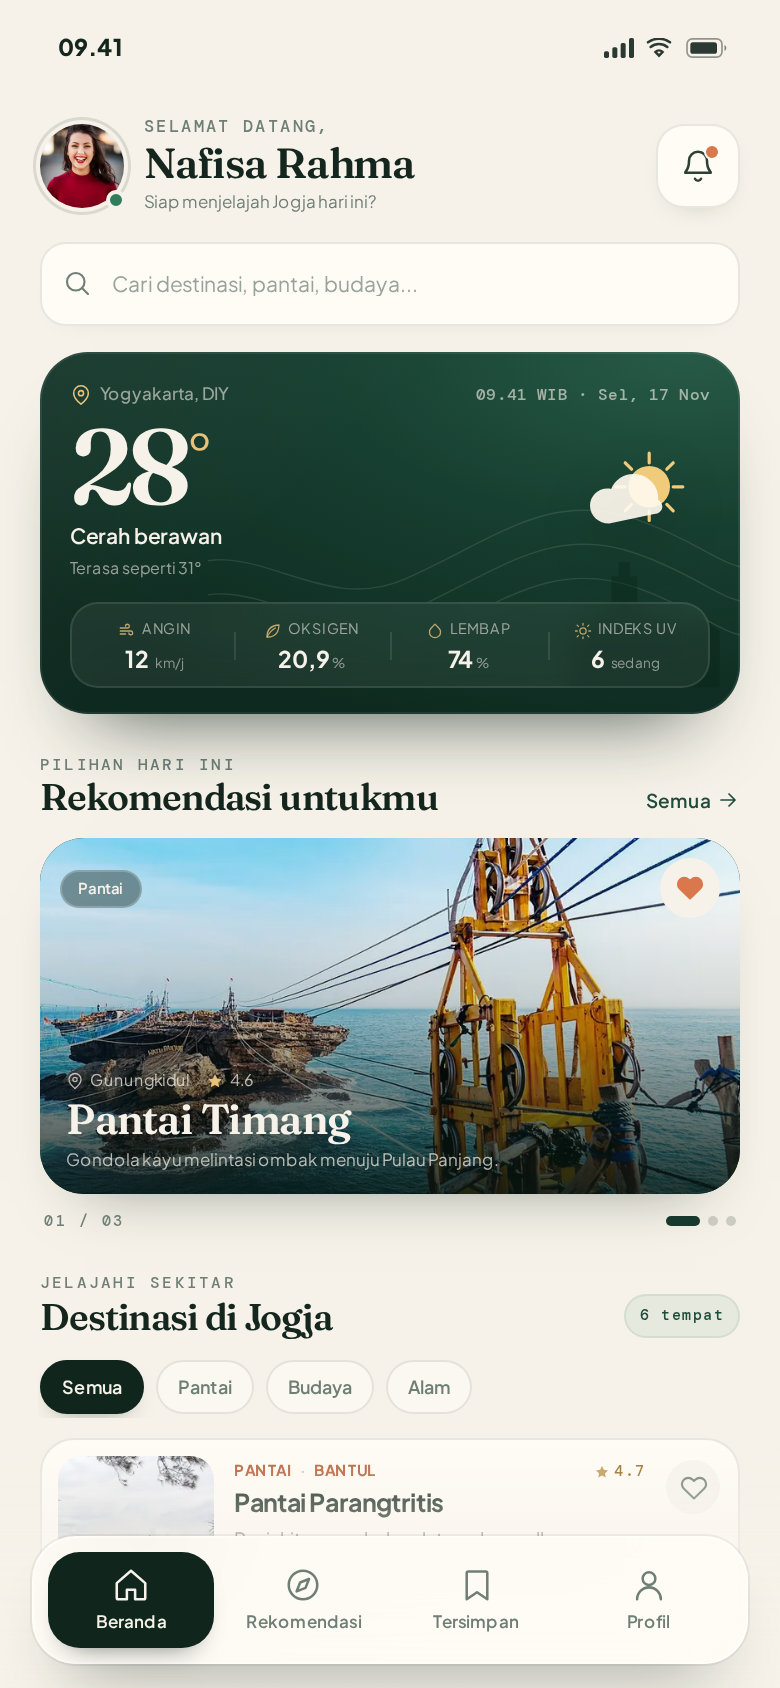 09.41
SELAMAT DATANG,
Nafisa Rahma
Siap menjelajah Jogja hari ini?
Cari destinasi, pantai, budaya...
Yogyakarta, DIY
09.41 WIB · Sel, 17 Nov
28°
Cerah berawan
Terasa seperti 31°
ANGIN
12 km/j
OKSIGEN
20,9 %
LEMBAP
74 %
INDEKS UV
6 sedang
PILIHAN HARI INI
Rekomendasi untukmu
Semua →
Pantai
Gunungkidul ★ 4.6
Pantai Timang
Gondola kayu melintasi ombak menuju Pulau Panjang.
01 / 03
JELAJAHI SEKITAR
Destinasi di Jogja
6 tempat
Semua
Pantai
Budaya
Alam
PANTAI · BANTUL
★ 4.7
Pantai Parangtritis
Beranda
Rekomendasi
Tersimpan
Profil